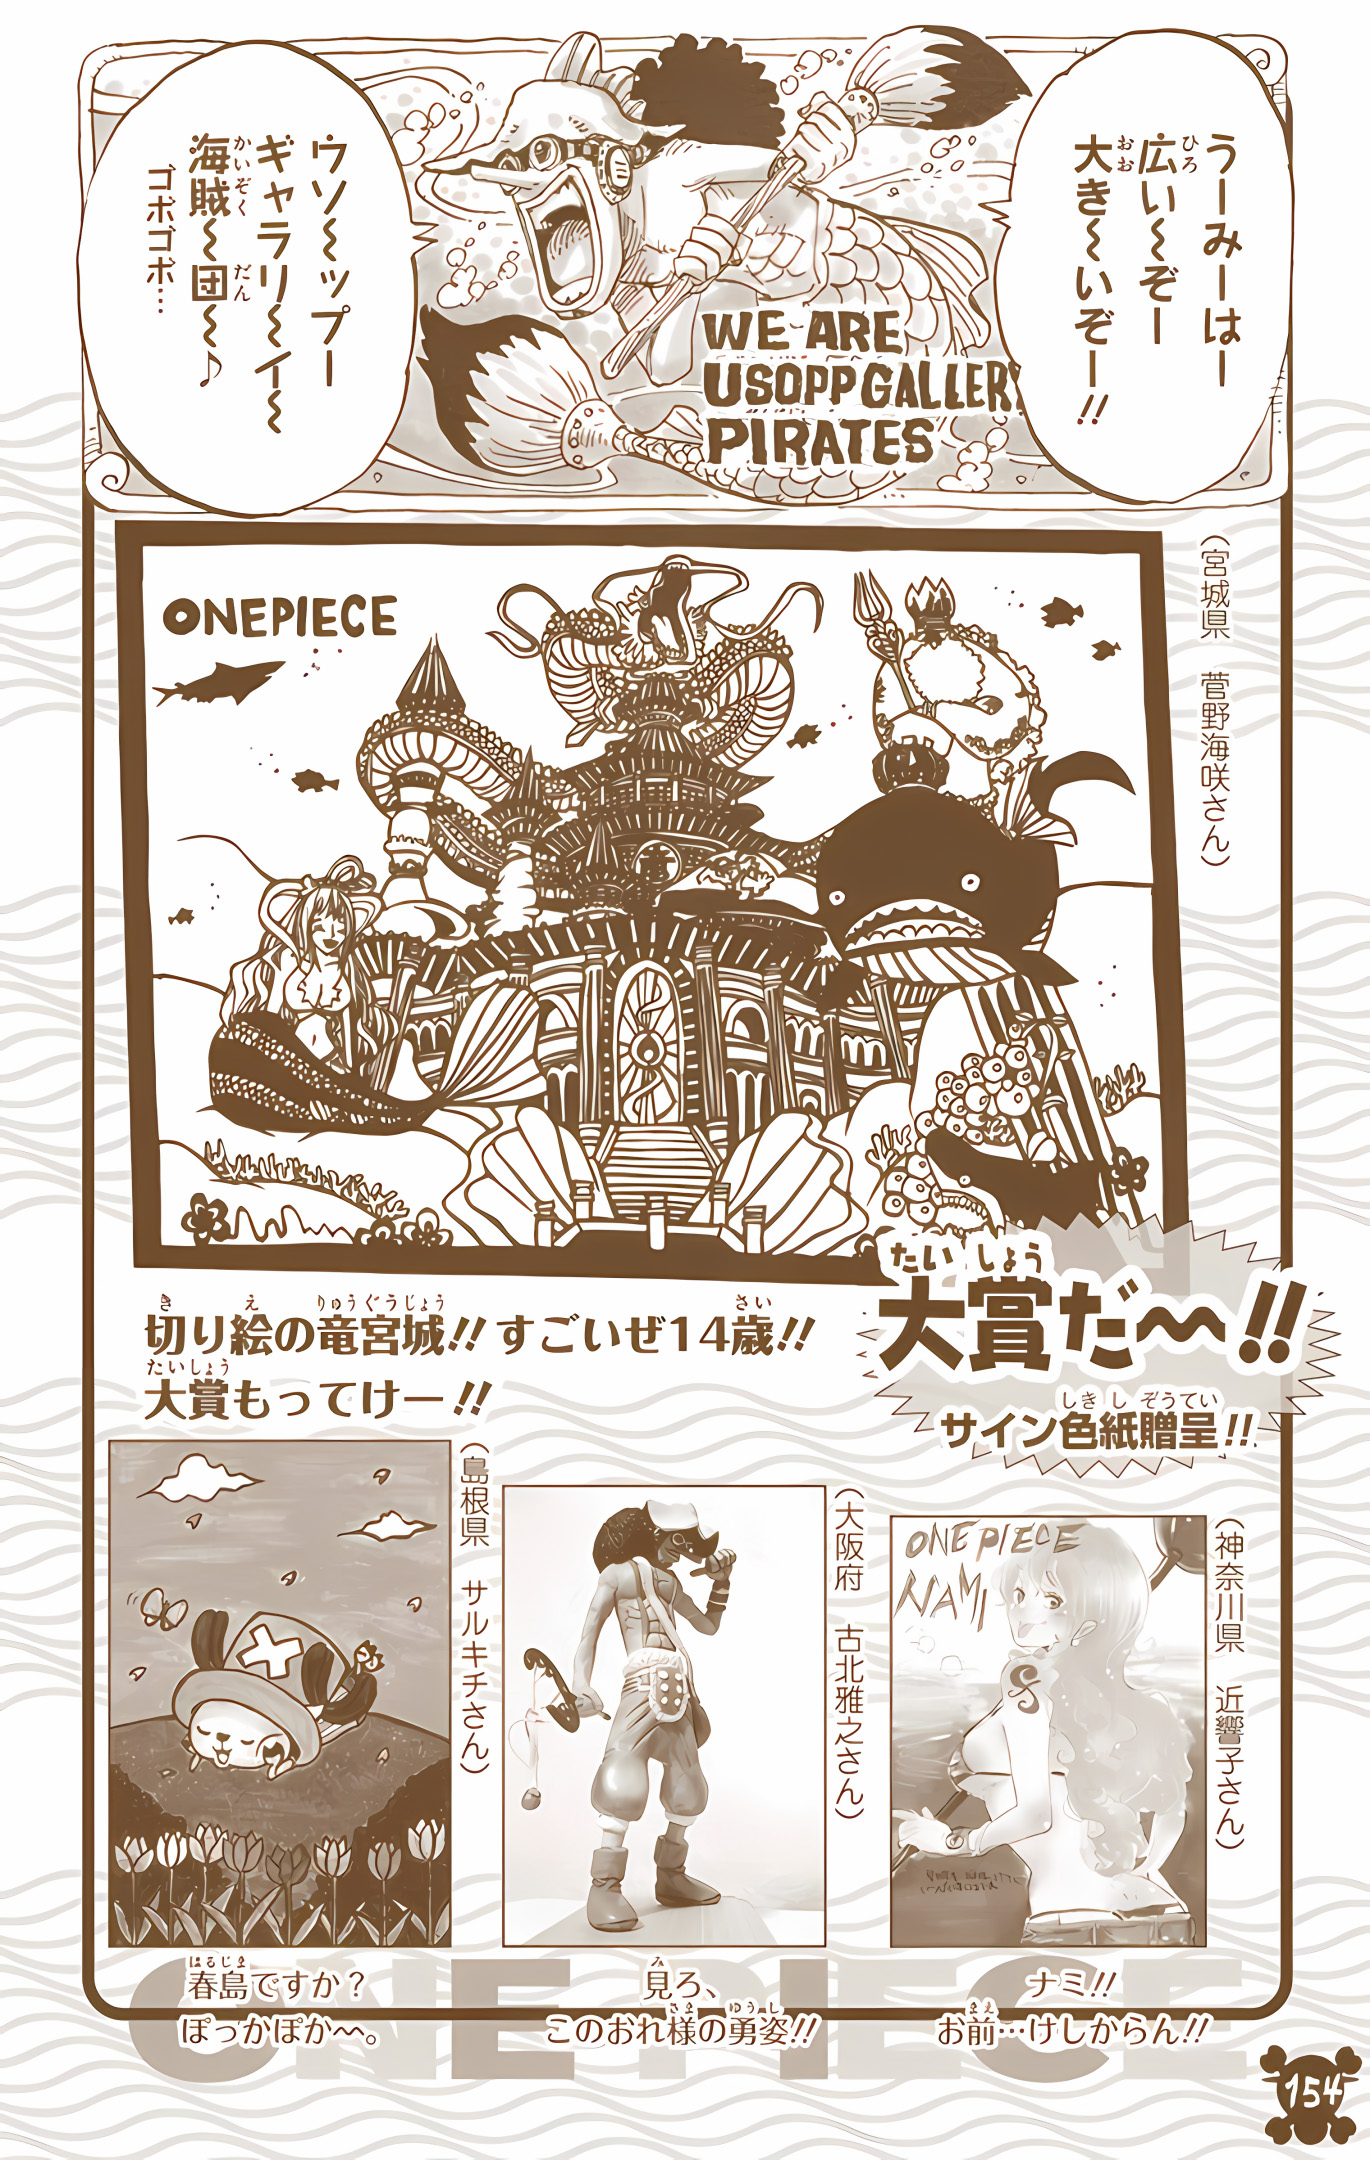 うーみーはー
広い〜ぞー
大き〜いぞー!!
ウソ〜ップー
ギャラリ〜イ〜
海賊〜団〜♪
ゴポゴポ…
WE ARE
USOPP GALLERY
PIRATES
(宮城県 菅野海咲さん)
ONEPIECE
大賞だ〜!!
サイン色紙贈呈!!
切り絵の竜宮城!!すごいぜ14歳!!
大賞もってけー!!
(神奈川県 近響子さん)
ONE PIECE
NAMI
ナミ!!
お前…けしからん!!
(大阪府 古北雅之さん)
見ろ、
このおれ様の勇姿!!
(島根県 サルキチさん)
春島ですか?
ぽっかぽか〜。
ONE PIECE
154